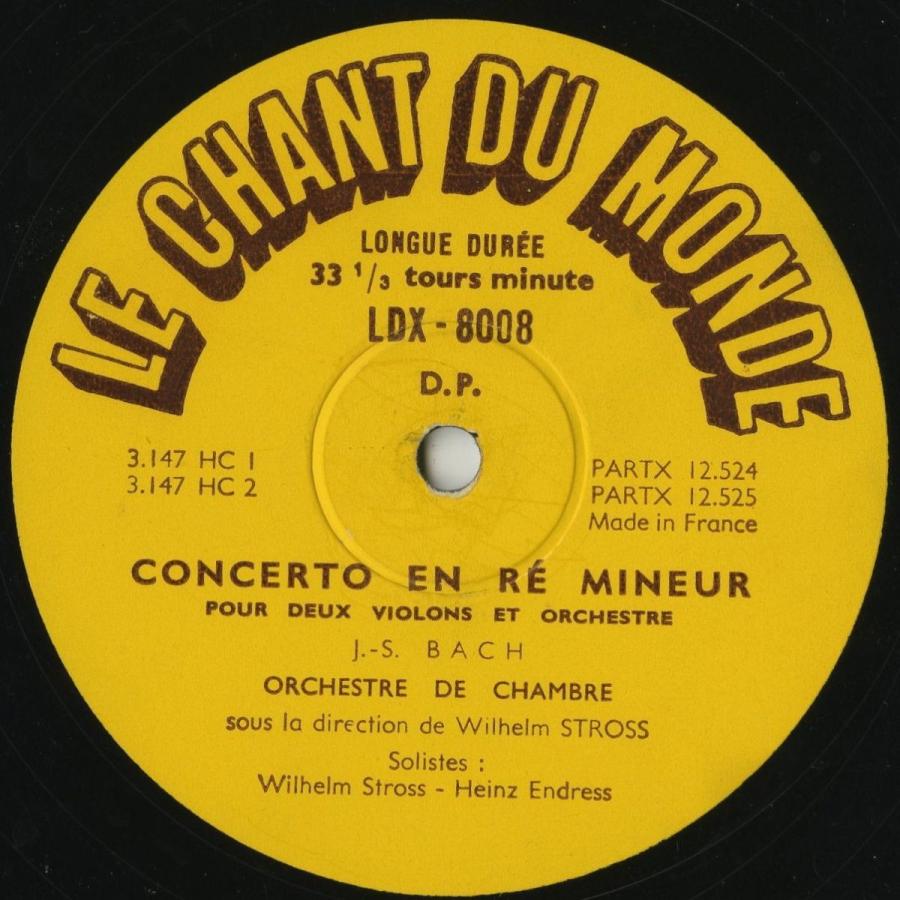 LE CHANT DU MONDE
LONGUE DURÉE
33 1/3 tours minute
LDX - 8008
D.P.
3.147 HC 1
3.147 HC 2
PARTX 12.524
PARTX 12.525
Made in France
CONCERTO EN RÉ MINEUR
POUR DEUX VIOLONS ET ORCHESTRE
J.-S. BACH
ORCHESTRE DE CHAMBRE
sous la direction de Wilhelm STROSS
Solistes :
Wilhelm Stross - Heinz Endress